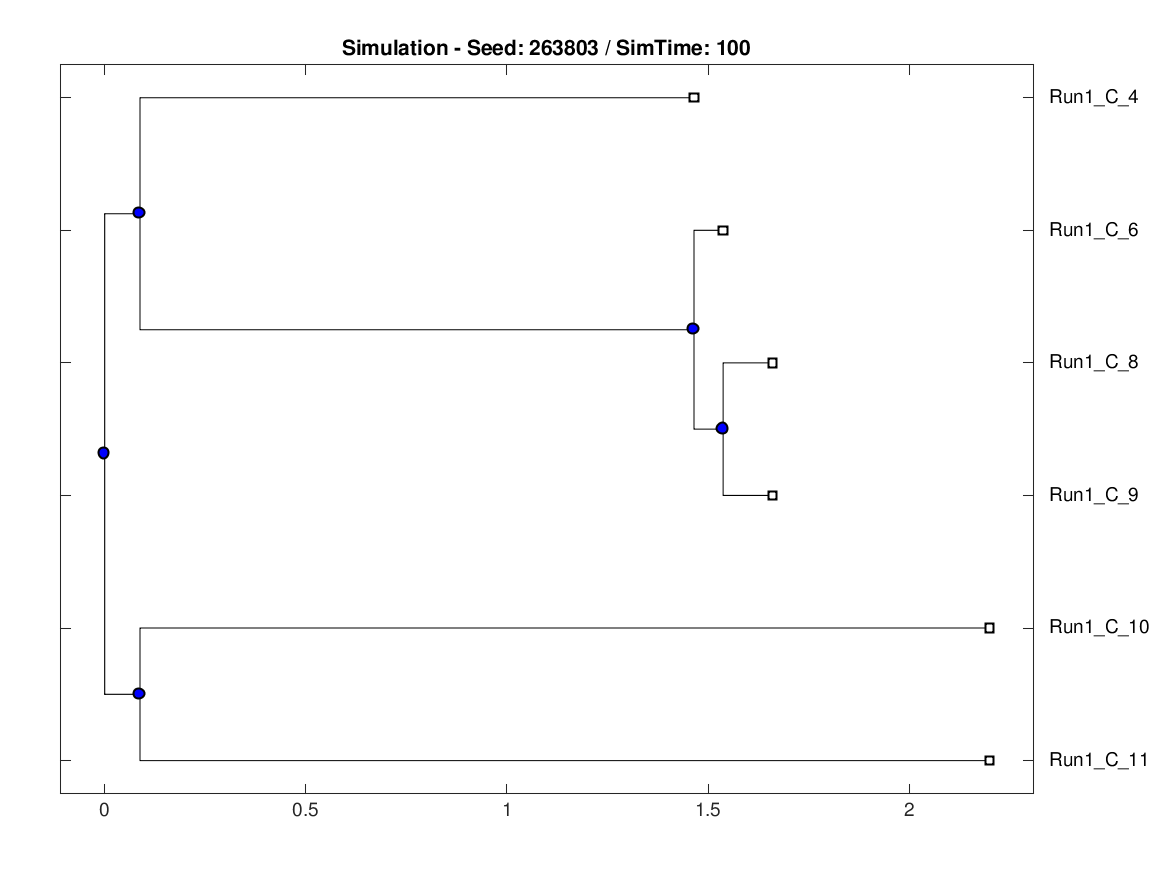 Simulation - Seed: 263803 / SimTime: 100
Run1_C_4
Run1_C_6
Run1_C_8
Run1_C_9
Run1_C_10
Run1_C_11
0 0.5 1 1.5 2